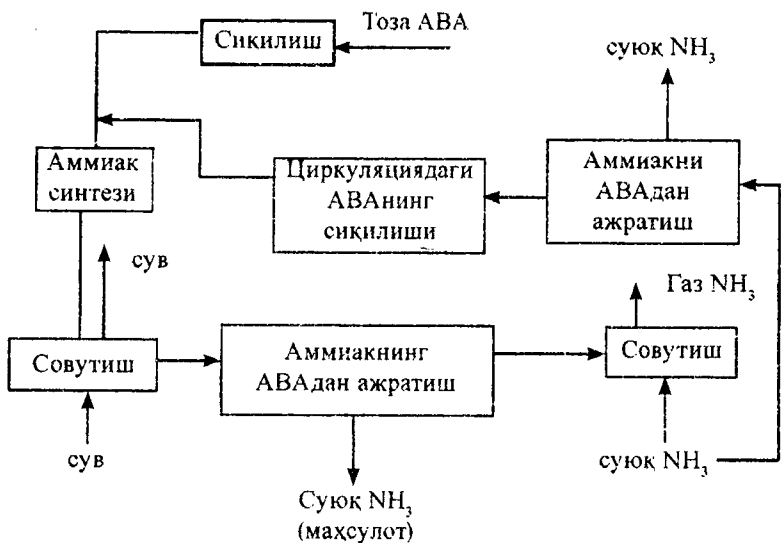 Тоза АВА
Сиқилиш
суюқ NH₃
Аммиак
синтези
Циркуляциядаги
АВАнинг
сиқилиши
Аммиакни
АВАдан
ажратиш
сув
Газ NH₃
Совутиш
Аммиакнинг
АВАдан ажратиш
Совутиш
сув
суюқ NH₃
Суюқ NH₃
(маҳсулот)